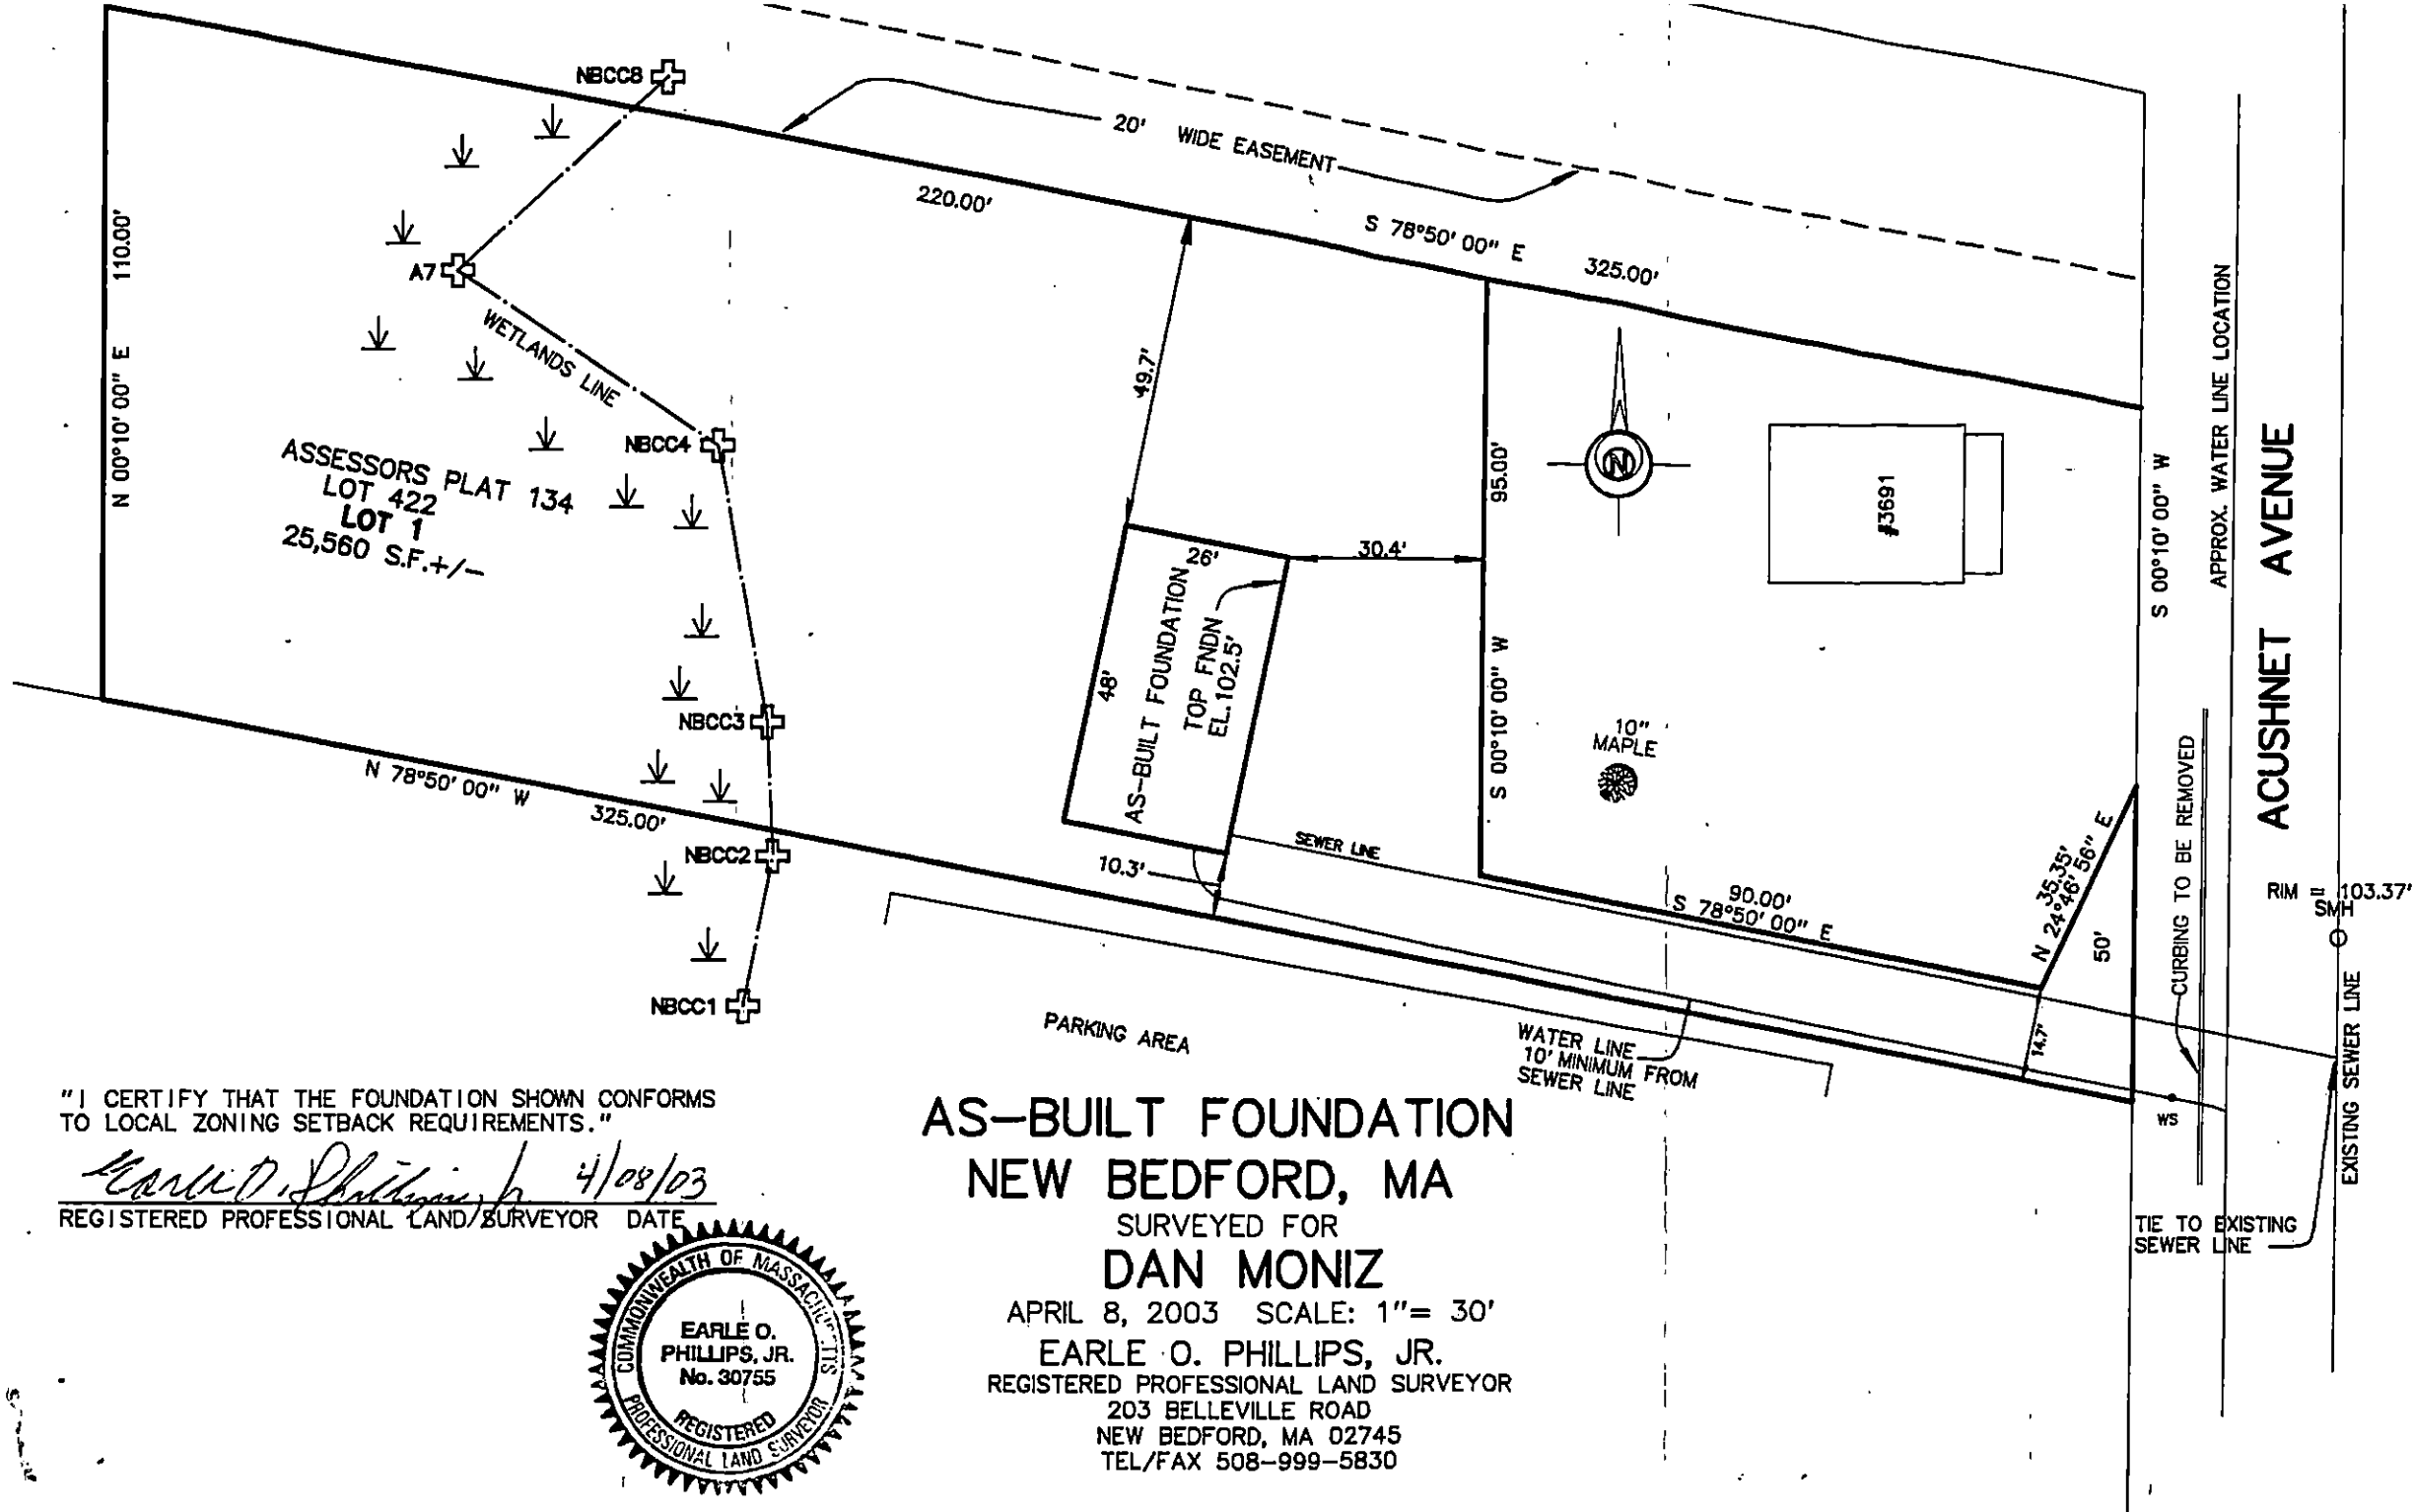 NBCC8
20' WIDE EASEMENT
220.00'
S 78°50'00" E 325.00'
110.00'
N 00°10'00" E
A7
WETLANDS LINE
NBCC4
ASSESSORS PLAT 134
LOT 422
LOT 1
25,560 S.F.+/-
49.7'
95.00'
S 00°10'00" W
N
#3691
S 00°10'00" W
APPROX. WATER LINE LOCATION
ACUSHNET AVENUE
26'
30.4'
48'
AS-BUILT FOUNDATION
TOP FNDN
EL.102.5'
10"
MAPLE
NBCC3
N 78°50'00" W
325.00'
NBCC2
10.3'
SEWER LINE
90.00'
S 78°50'00" E
35.35'
N 24°46'56" E
50'
CURBING TO BE REMOVED
RIM = 103.37'
SMH
NBCC1
PARKING AREA
WATER LINE
10' MINIMUM FROM
SEWER LINE
14.7'
WS
EXISTING SEWER LINE
TIE TO EXISTING
SEWER LINE
"I CERTIFY THAT THE FOUNDATION SHOWN CONFORMS
TO LOCAL ZONING SETBACK REQUIREMENTS."
Earle O. Phillips, Jr 4/08/03
REGISTERED PROFESSIONAL LAND SURVEYOR DATE
COMMONWEALTH OF MASSACHUSETTS
EARLE O.
PHILLIPS, JR.
No. 30755
REGISTERED
PROFESSIONAL LAND SURVEYOR
AS-BUILT FOUNDATION
NEW BEDFORD, MA
SURVEYED FOR
DAN MONIZ
APRIL 8, 2003 SCALE: 1"= 30'
EARLE O. PHILLIPS, JR.
REGISTERED PROFESSIONAL LAND SURVEYOR
203 BELLEVILLE ROAD
NEW BEDFORD, MA 02745
TEL/FAX 508-999-5830